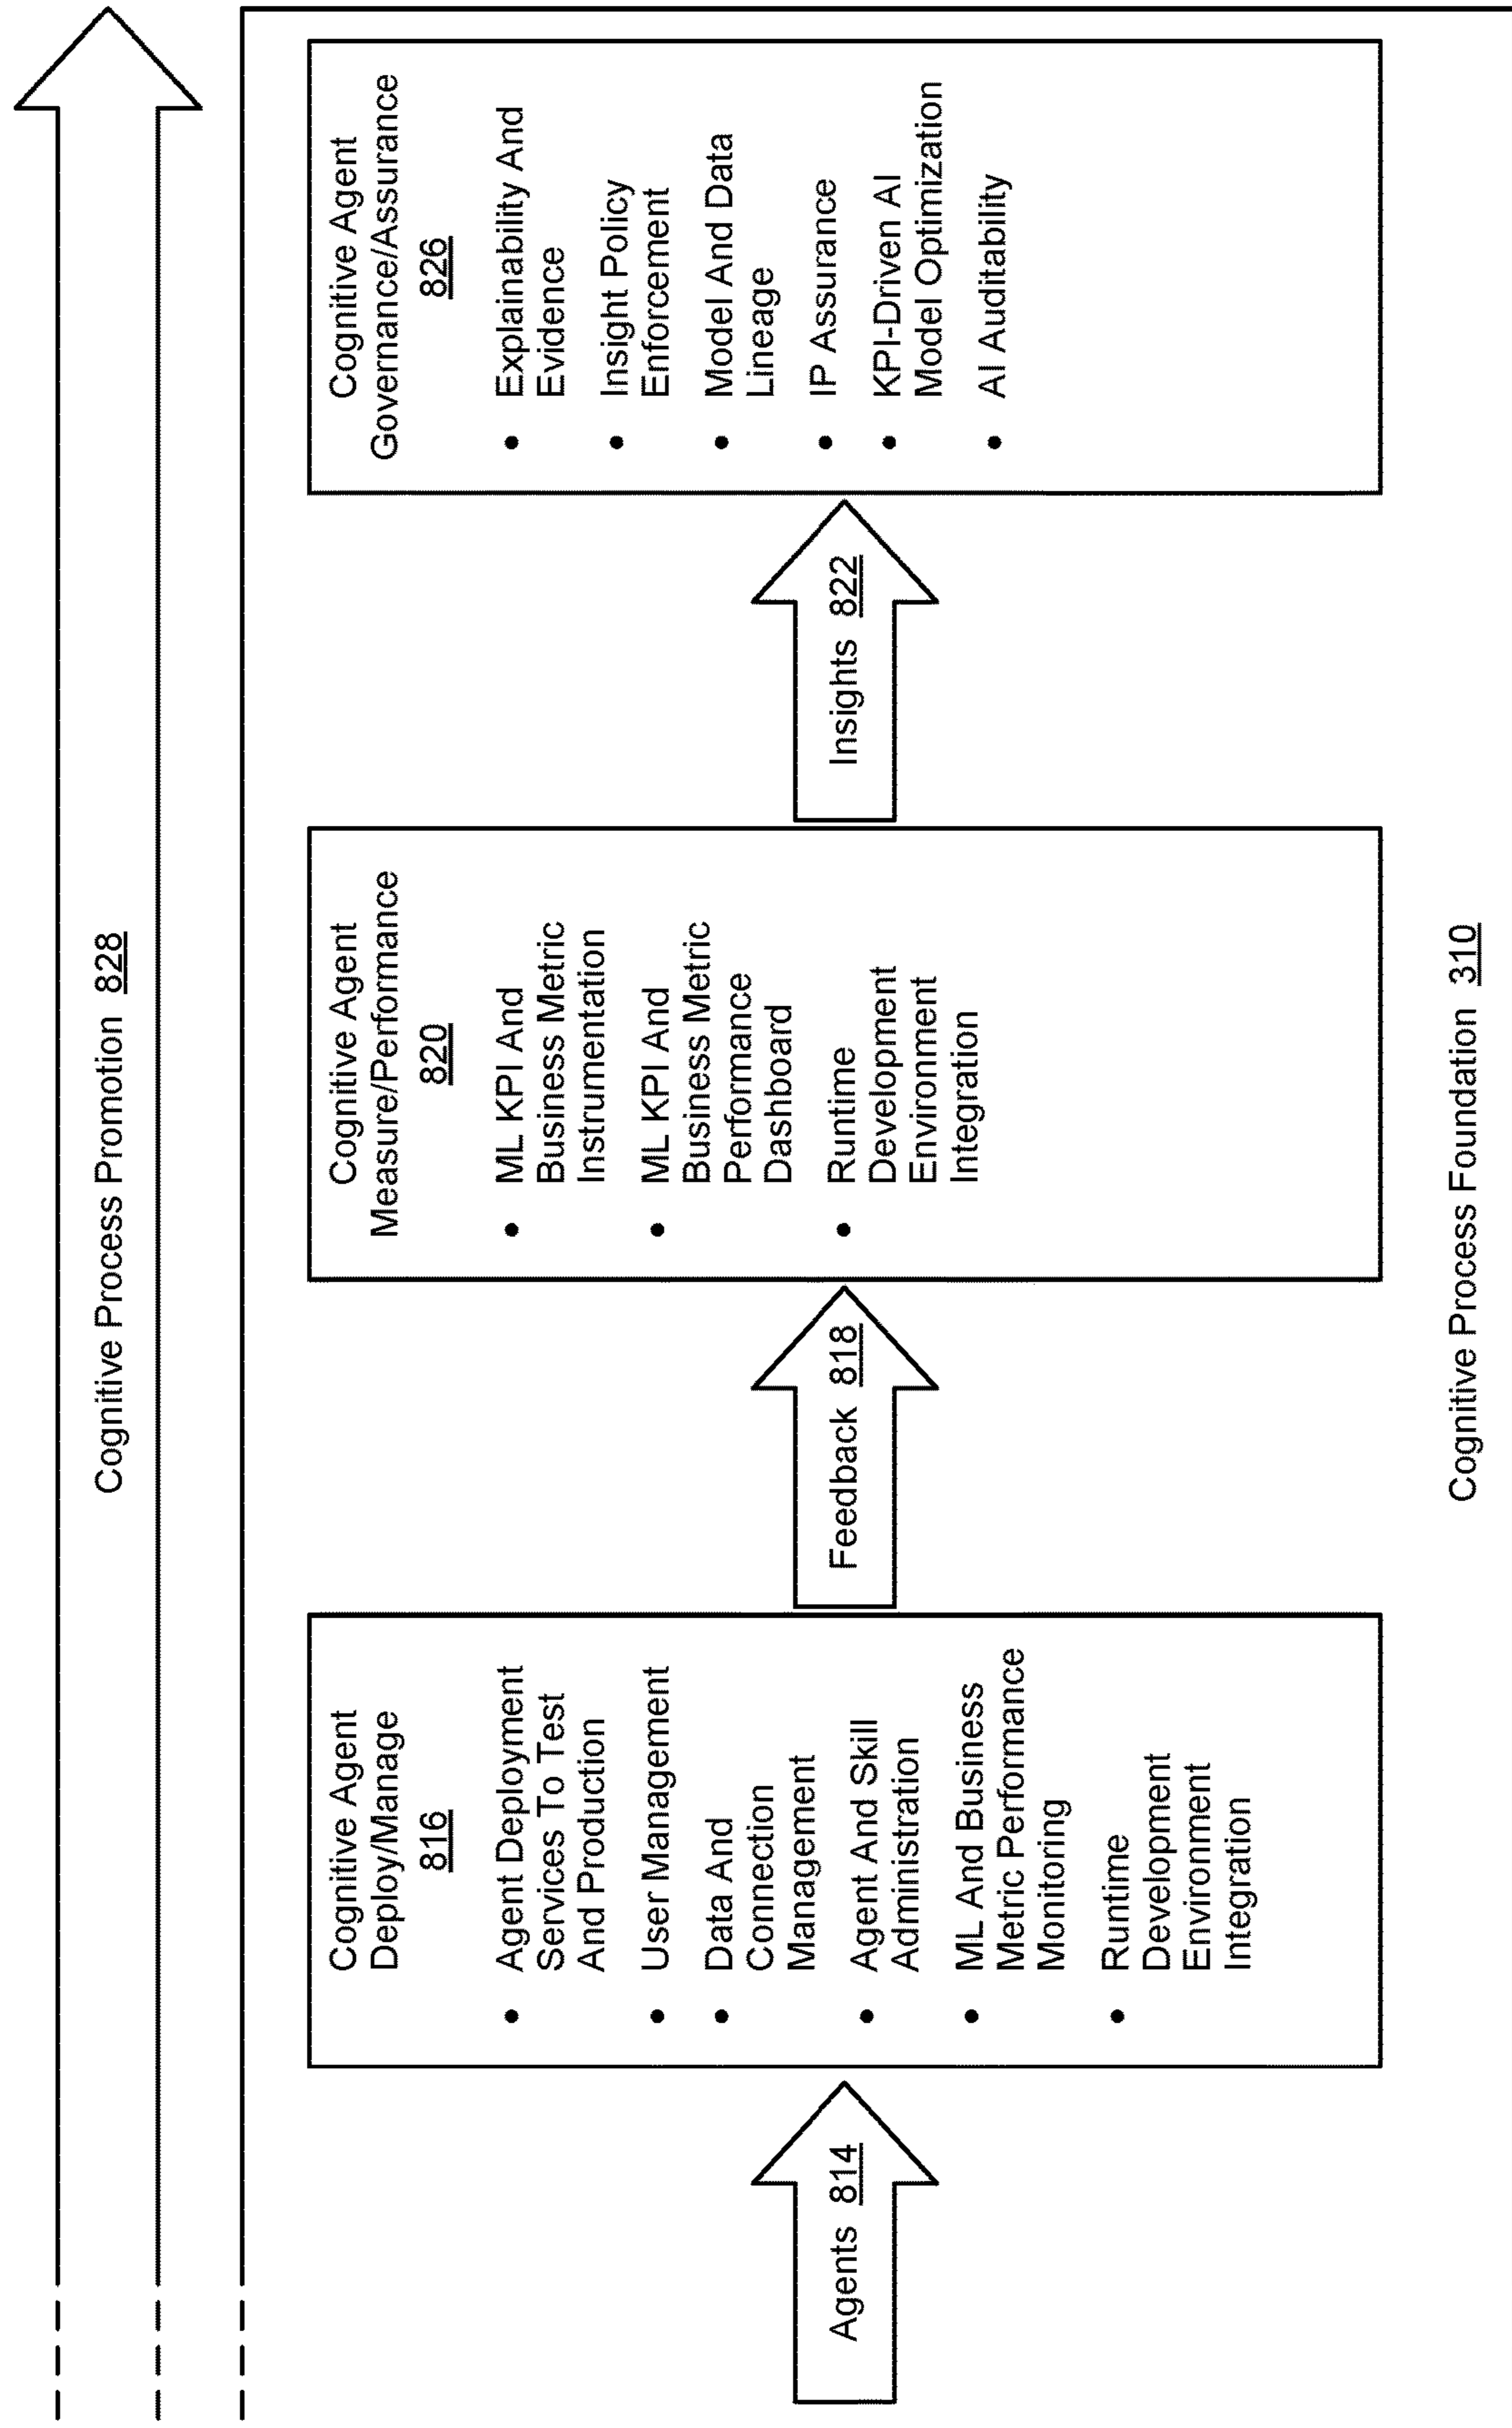 Cognitive Process Promotion 828
Agents 814
Cognitive Agent
Deploy/Manage
816
• Agent Deployment
Services To Test
And Production
• User Management
• Data And
Connection
Management
• Agent And Skill
Administration
• ML And Business
Metric Performance
Monitoring
• Runtime
Development
Environment
Integration
Feedback 818
Cognitive Agent
Measure/Performance
820
• ML KPI And
Business Metric
Instrumentation
• ML KPI And
Business Metric
Performance
Dashboard
• Runtime
Development
Environment
Integration
Insights 822
Cognitive Agent
Governance/Assurance
826
• Explainability And
Evidence
• Insight Policy
Enforcement
• Model And Data
Lineage
• IP Assurance
• KPI-Driven AI
Model Optimization
• AI Auditability
Cognitive Process Foundation 310